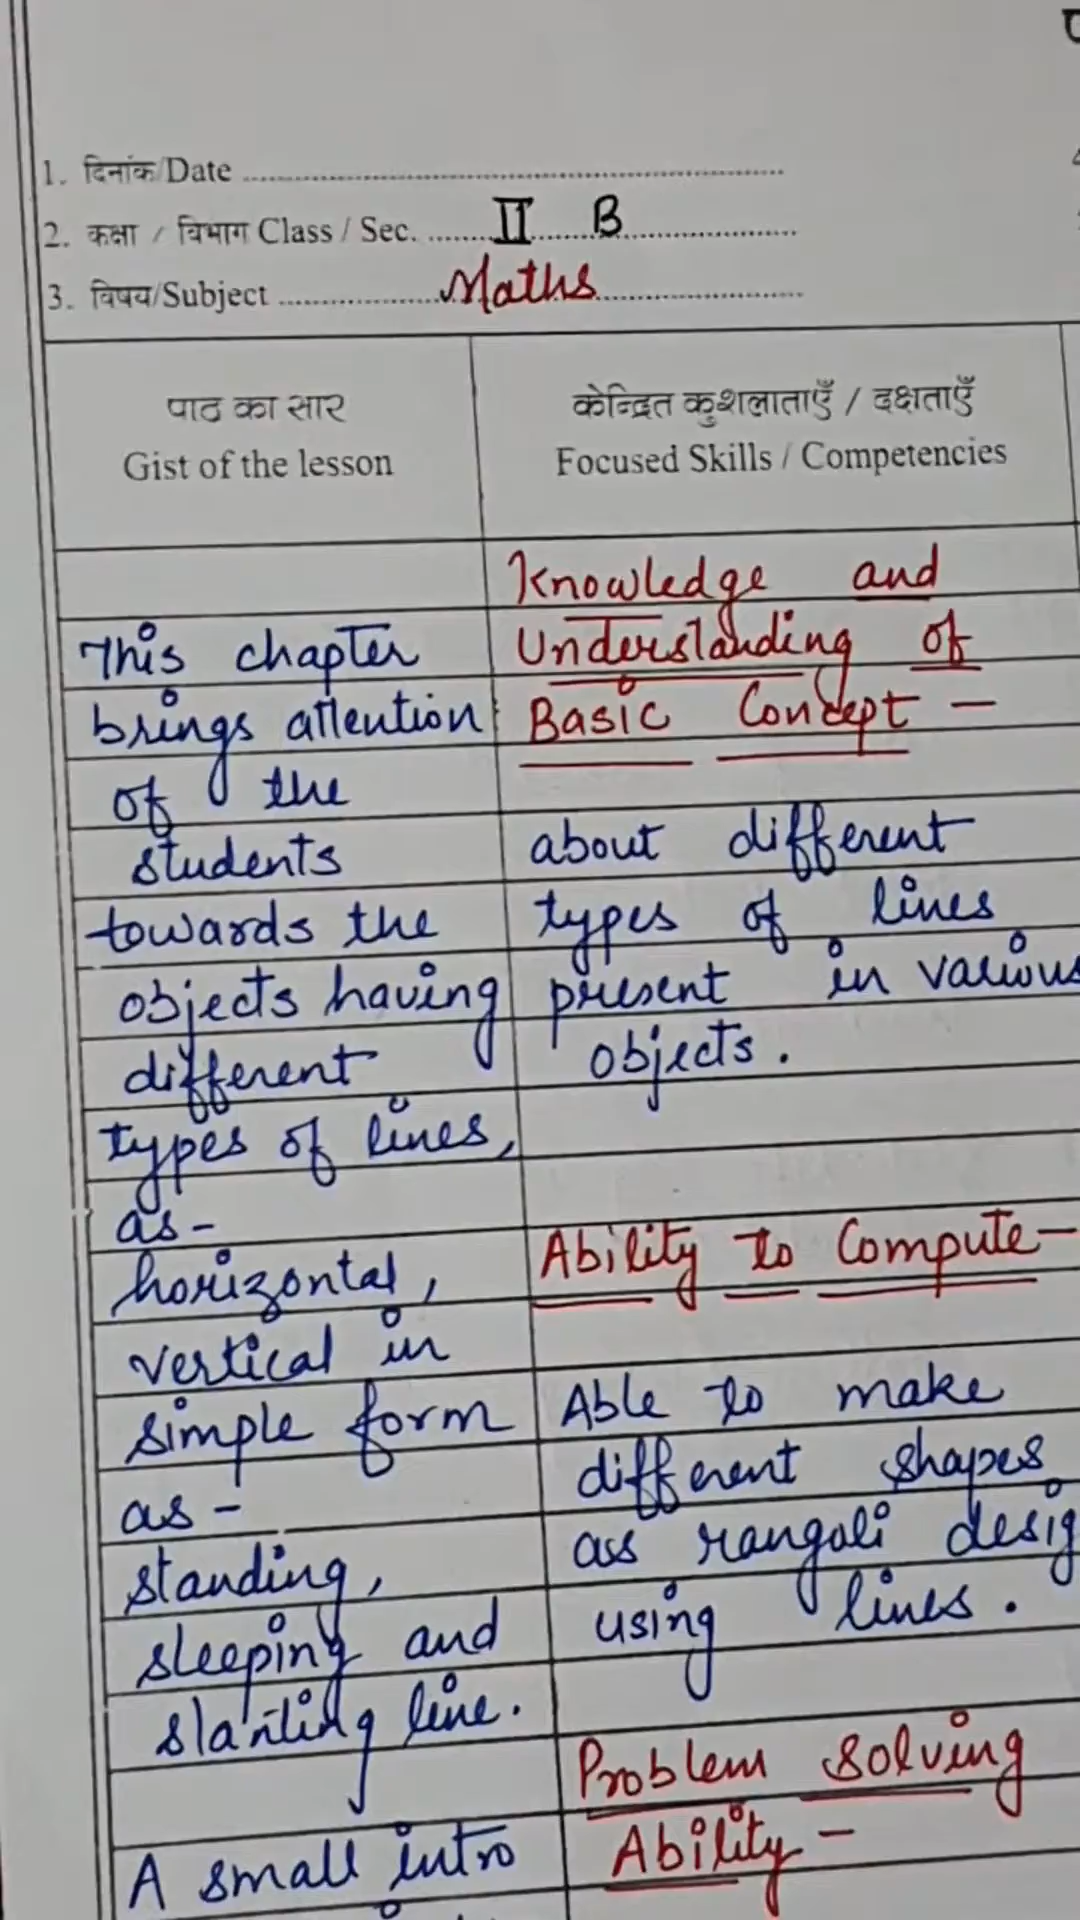 1. दिनांक/Date
2. कक्षा / विभाग Class / Sec. II B
3. विषय/Subject Maths
पाठ का सार
Gist of the lesson
This chapter
brings attention
of the
students
towards the
objects having
different
types of lines,
as-
horizontal,
vertical in
simple form
as -
standing,
sleeping and
slanting line.
A small intro
केन्द्रित कुशलाताएँ / दक्षताएँ
Focused Skills / Competencies
Knowledge and
Understanding of
Basic Concept -
about different
types of lines
present in various
objects.
Ability to Compute-
Able to make
different shapes
as rangoli desig
using lines.
Problem solving
Ability -